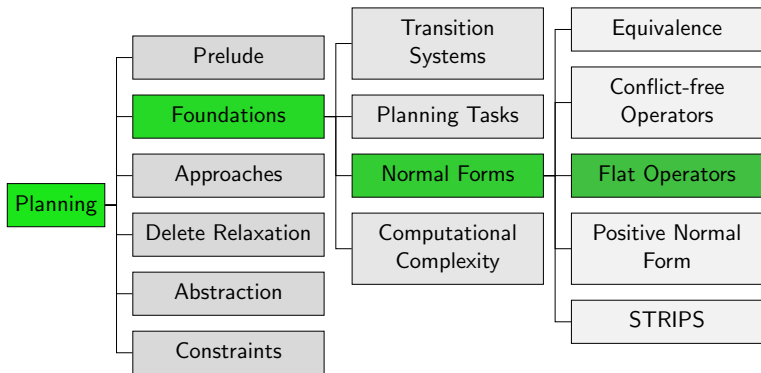 Planning
Prelude
Foundations
Approaches
Delete Relaxation
Abstraction
Constraints
Transition
Systems
Planning Tasks
Normal Forms
Computational
Complexity
Equivalence
Conflict-free
Operators
Flat Operators
Positive Normal
Form
STRIPS